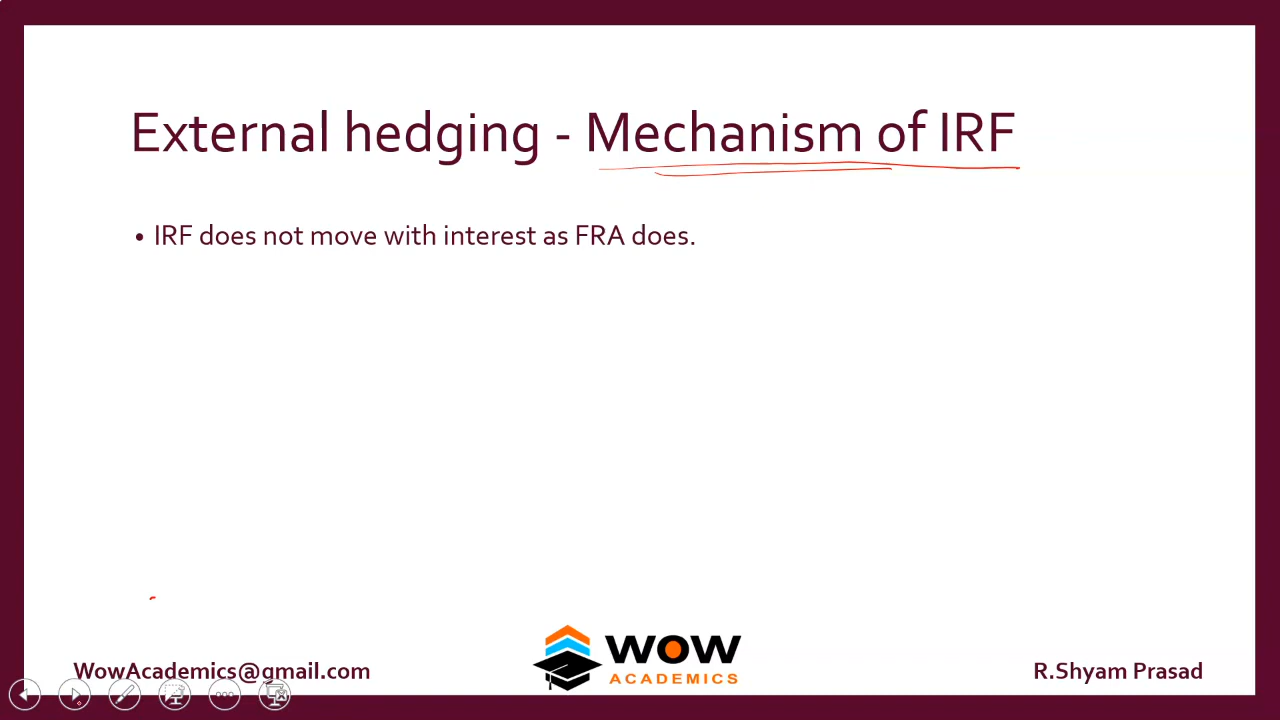 External hedging - Mechanism of IRF
• IRF does not move with interest as FRA does.
WOW
ACADEMICS
WowAcademics@gmail.com
R.Shyam Prasad